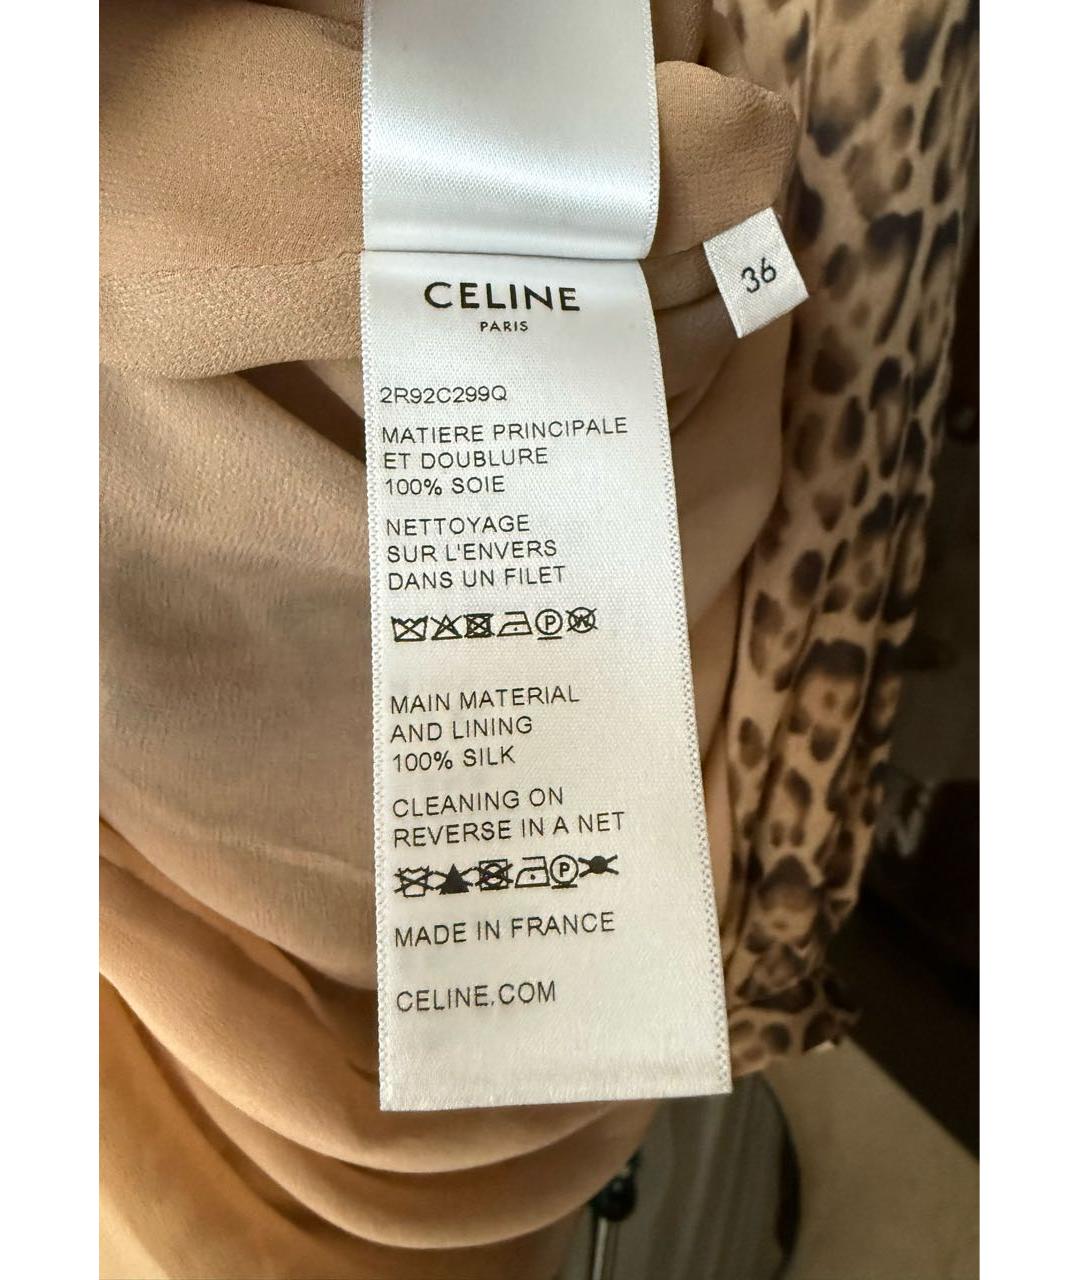 CELINE
PARIS
36
2R92C299Q
MATIERE PRINCIPALE
ET DOUBLURE
100% SOIE
NETTOYAGE
SUR L'ENVERS
DANS UN FILET
P W
MAIN MATERIAL
AND LINING
100% SILK
CLEANING ON
REVERSE IN A NET
P
MADE IN FRANCE
CELINE.COM